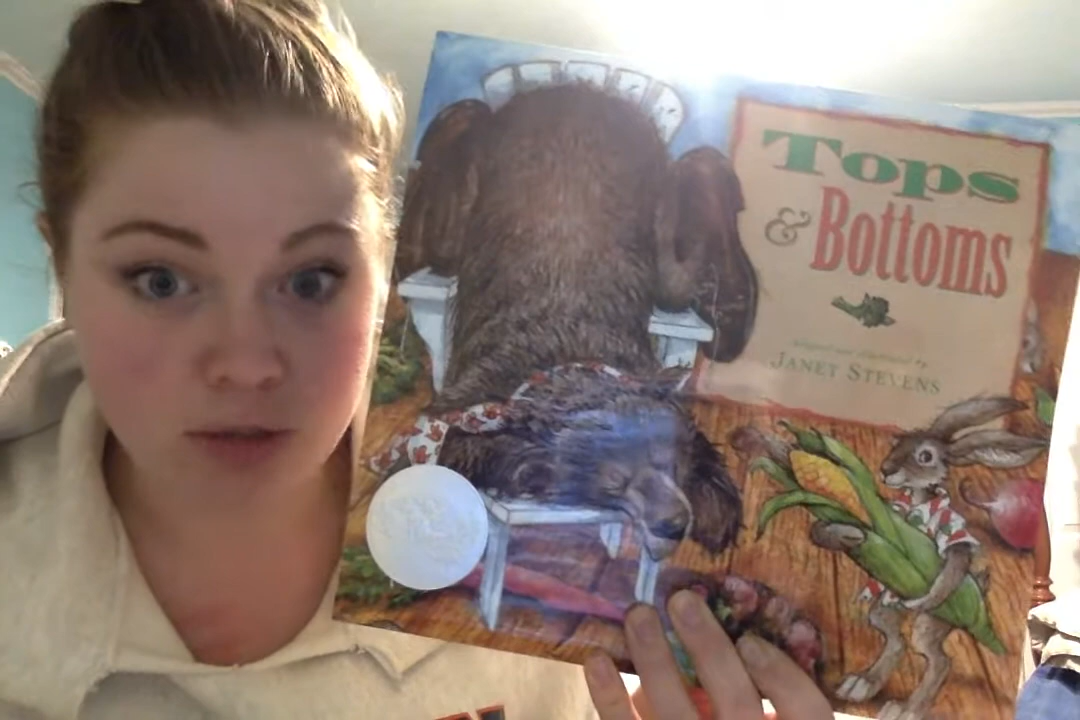 Tops
& Bottoms
Adapted and illustrated by
JANET STEVENS